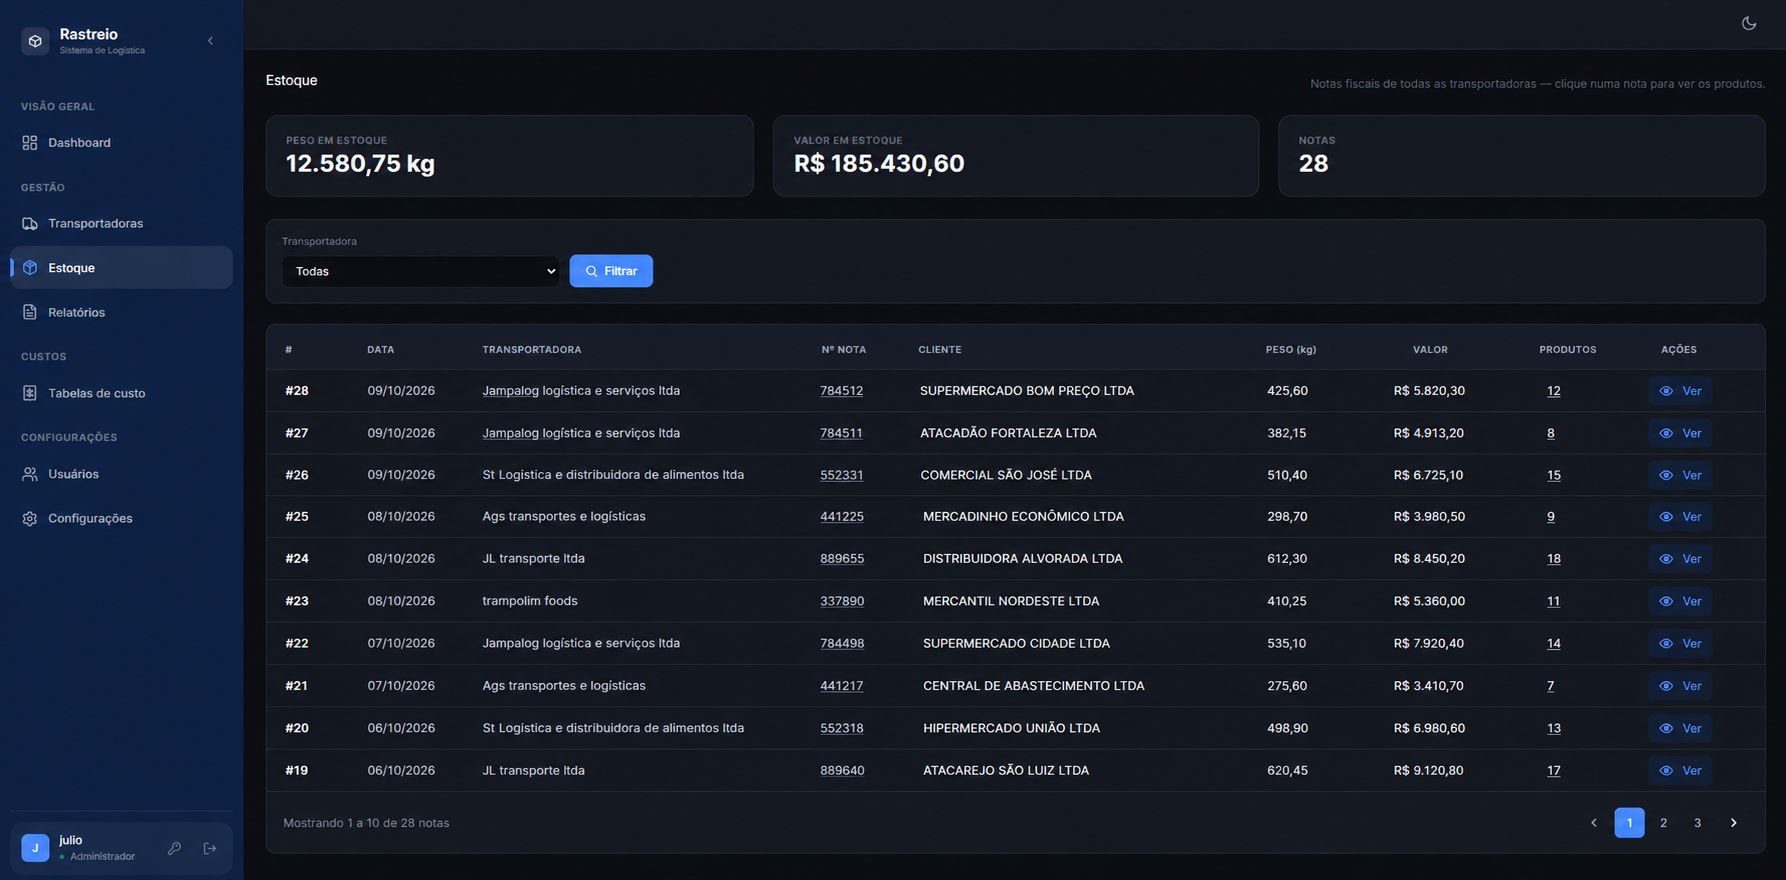 Rastreio
Sistema de Logística
VISÃO GERAL
Dashboard
GESTÃO
Transportadoras
Estoque
Relatórios
CUSTOS
Tabelas de custo
CONFIGURAÇÕES
Usuários
Configurações
J
julio
Administrador
Estoque
Notas fiscais de todas as transportadoras — clique numa nota para ver os produtos.
PESO EM ESTOQUE
12.580,75 kg
VALOR EM ESTOQUE
R$ 185.430,60
NOTAS
28
Transportadora
Todas
Filtrar
# DATA TRANSPORTADORA Nº NOTA CLIENTE PESO (kg) VALOR PRODUTOS AÇÕES
#28 09/10/2026 Jampalog logística e serviços ltda 784512 SUPERMERCADO BOM PREÇO LTDA 425,60 R$ 5.820,30 12 Ver
#27 09/10/2026 Jampalog logística e serviços ltda 784511 ATACADÃO FORTALEZA LTDA 382,15 R$ 4.913,20 8 Ver
#26 09/10/2026 St Logistica e distribuidora de alimentos ltda 552331 COMERCIAL SÃO JOSÉ LTDA 510,40 R$ 6.725,10 15 Ver
#25 08/10/2026 Ags transportes e logísticas 441225 MERCADINHO ECONÔMICO LTDA 298,70 R$ 3.980,50 9 Ver
#24 08/10/2026 JL transporte ltda 889655 DISTRIBUIDORA ALVORADA LTDA 612,30 R$ 8.450,20 18 Ver
#23 08/10/2026 trampolim foods 337890 MERCANTIL NORDESTE LTDA 410,25 R$ 5.360,00 11 Ver
#22 07/10/2026 Jampalog logística e serviços ltda 784498 SUPERMERCADO CIDADE LTDA 535,10 R$ 7.920,40 14 Ver
#21 07/10/2026 Ags transportes e logísticas 441217 CENTRAL DE ABASTECIMENTO LTDA 275,60 R$ 3.410,70 7 Ver
#20 06/10/2026 St Logistica e distribuidora de alimentos ltda 552318 HIPERMERCADO UNIÃO LTDA 498,90 R$ 6.980,60 13 Ver
#19 06/10/2026 JL transporte ltda 889640 ATACAREJO SÃO LUIZ LTDA 620,45 R$ 9.120,80 17 Ver
Mostrando 1 a 10 de 28 notas
1 2 3